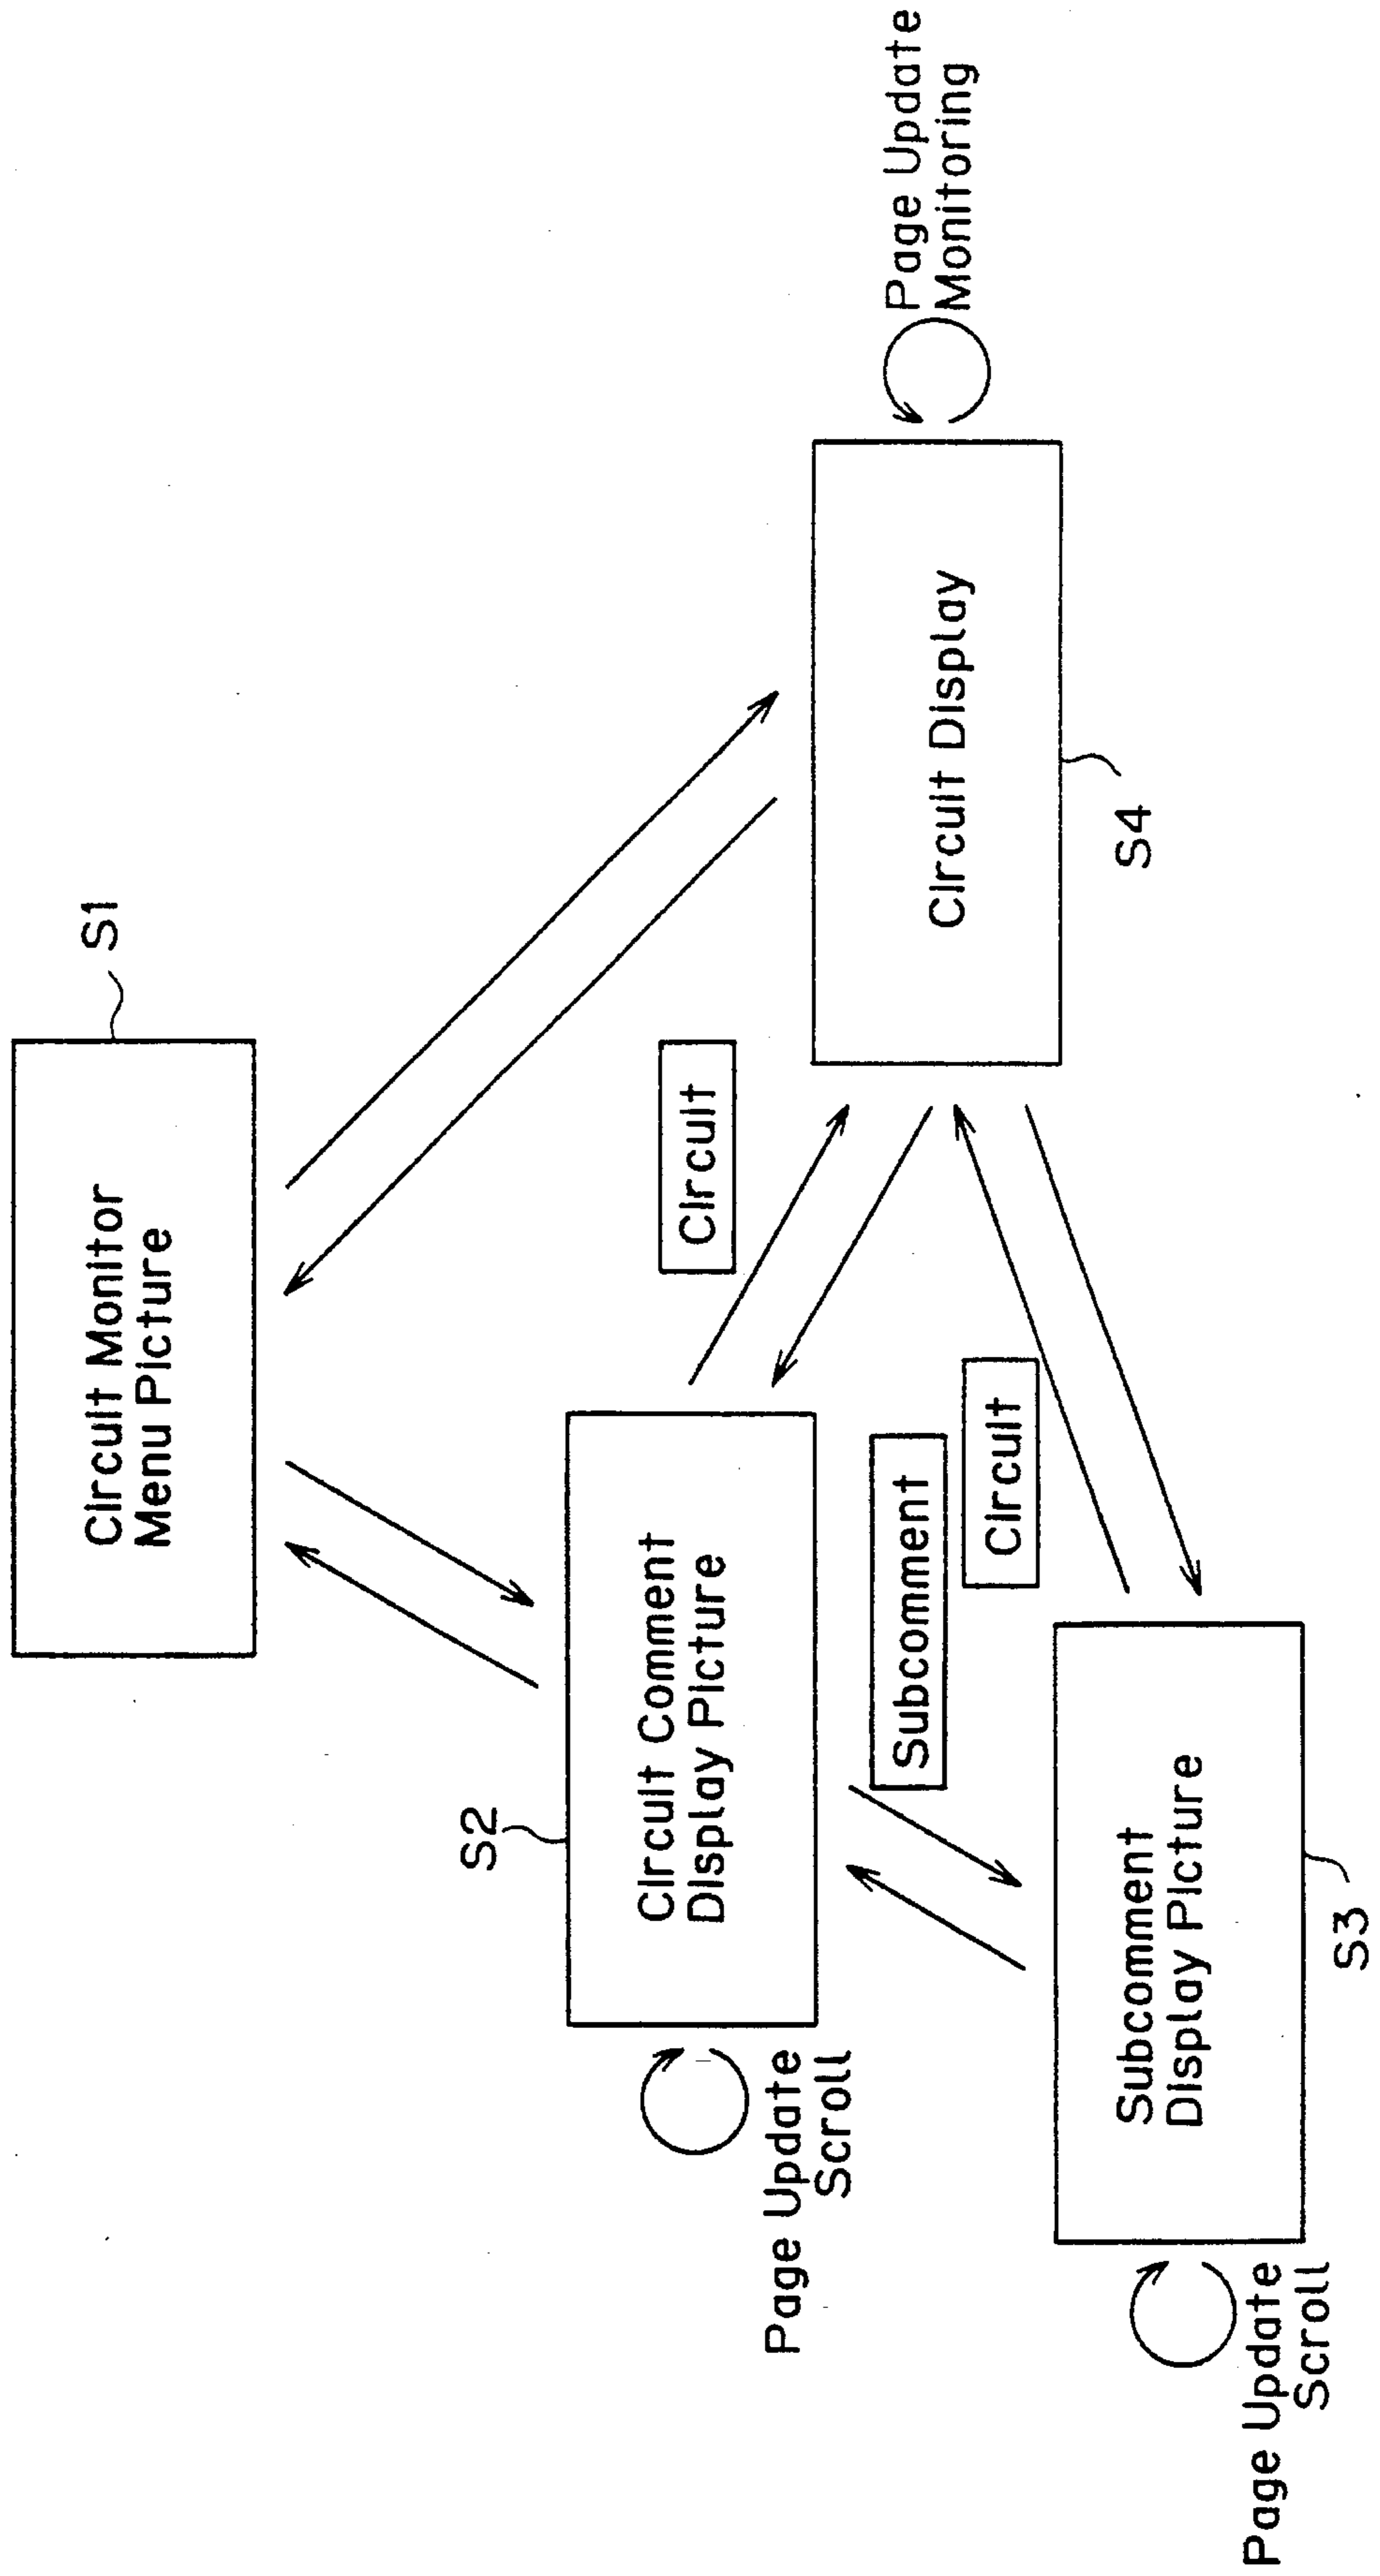 S1
Circuit Monitor
Menu Picture
S2
Circuit Comment
Display Picture
Page Update
Scroll
Circuit
Subcomment
Circuit
Circuit Display
S4
Page Update
Monitoring
Subcomment
Display Picture
S3
Page Update
Scroll